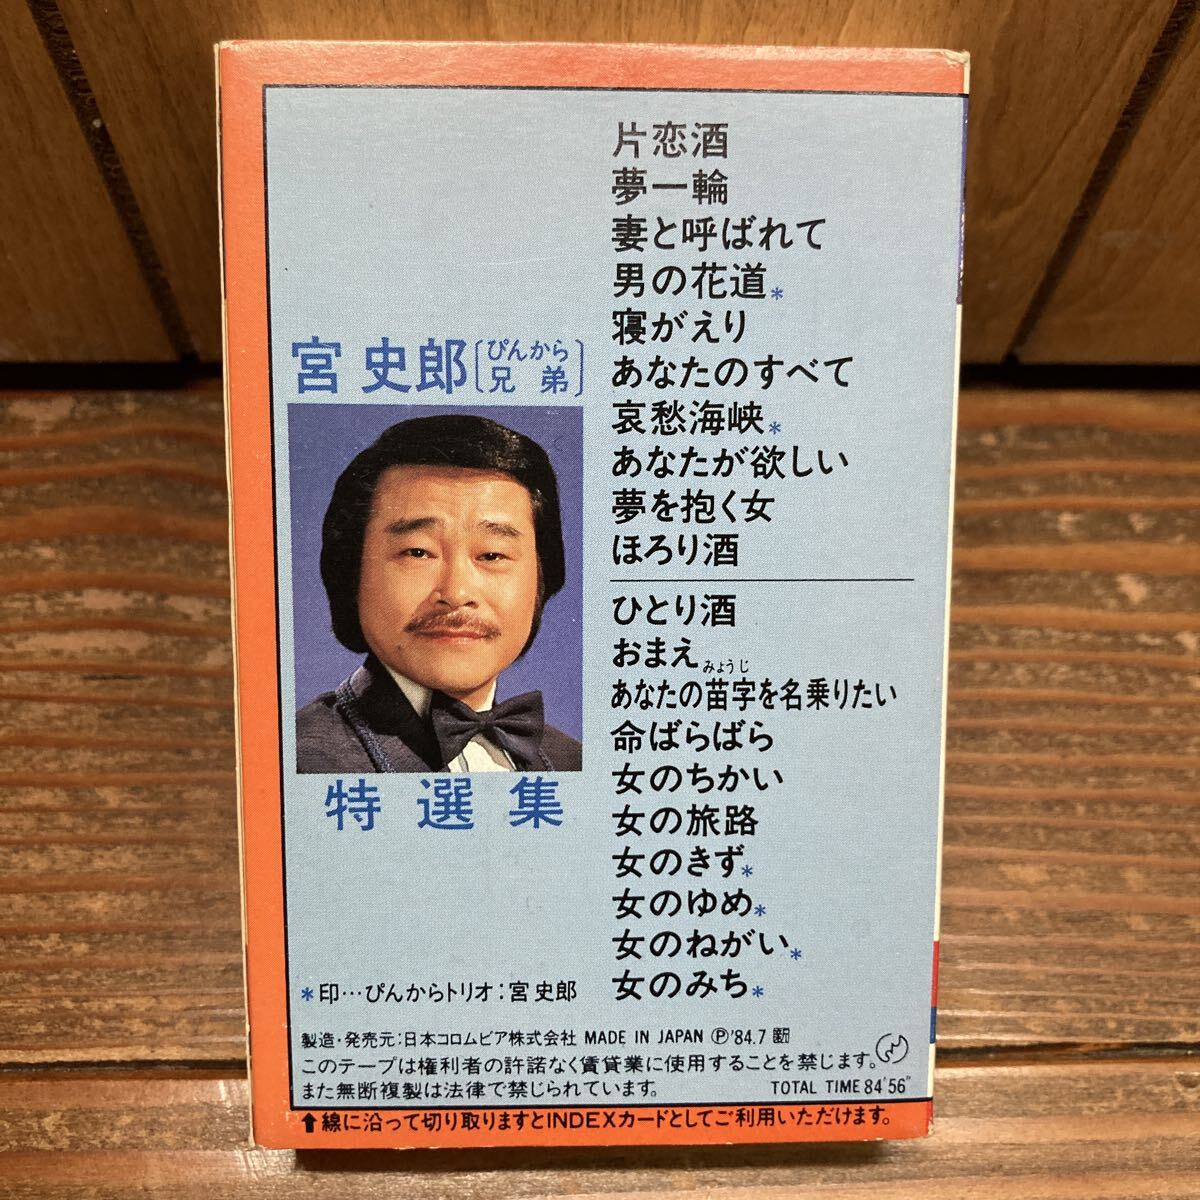 宮 史郎〔ぴんから兄弟〕
特選集
片恋酒
夢一輪
妻と呼ばれて
男の花道*
寝がえり
あなたのすべて
哀愁海峡*
あなたが欲しい
夢を抱く女
ほろり酒
ひとり酒
おまえ
みょうじ
あなたの苗字を名乗りたい
命ばらばら
女のちかい
女の旅路
女のきず*
女のゆめ*
女のねがい*
女のみち*
*印…ぴんからトリオ:宮 史郎
製造・発売元:日本コロムビア株式会社 MADE IN JAPAN Ⓟ'84.7
このテープは権利者の許諾なく賃貸業に使用することを禁じます。
また無断複製は法律で禁じられています。 TOTAL TIME 84'56"
⬆線に沿って切り取りますとINDEXカードとしてご利用いただけます。